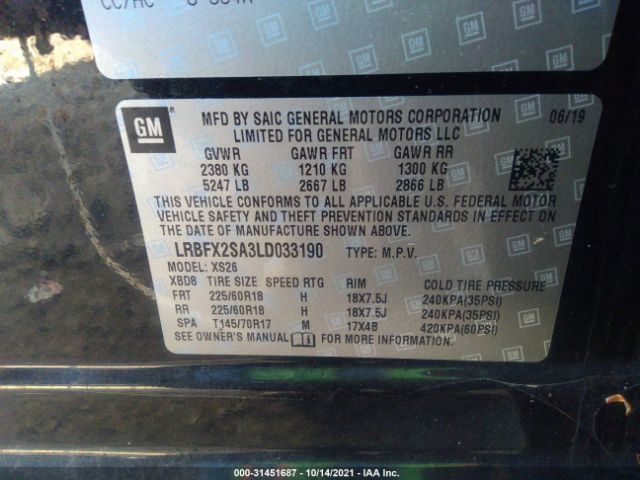 GM
MFD BY SAIC GENERAL MOTORS CORPORATION 06/19
LIMITED FOR GENERAL MOTORS LLC
GVWR GAWR FRT GAWR RR
2380 KG 1210 KG 1300 KG
5247 LB 2667 LB 2866 LB
THIS VEHICLE CONFORMS TO ALL APPLICABLE U.S. FEDERAL MOTOR
VEHICLE SAFETY AND THEFT PREVENTION STANDARDS IN EFFECT ON
THE DATE OF MANUFACTURE SHOWN ABOVE.
LRBFX2SA3LD033190 TYPE: M.P.V.
MODEL: XS26
XBD8 TIRE SIZE SPEED RTG RIM COLD TIRE PRESSURE
FRT 225/60R18 H 18X7.5J 240KPA(35PSI)
RR 225/60R18 H 18X7.5J 240KPA(35PSI)
SPA T145/70R17 M 17X4B 420KPA(60PSI)
SEE OWNER'S MANUAL FOR MORE INFORMATION.
000-31451687 - 10/14/2021 - IAA Inc.